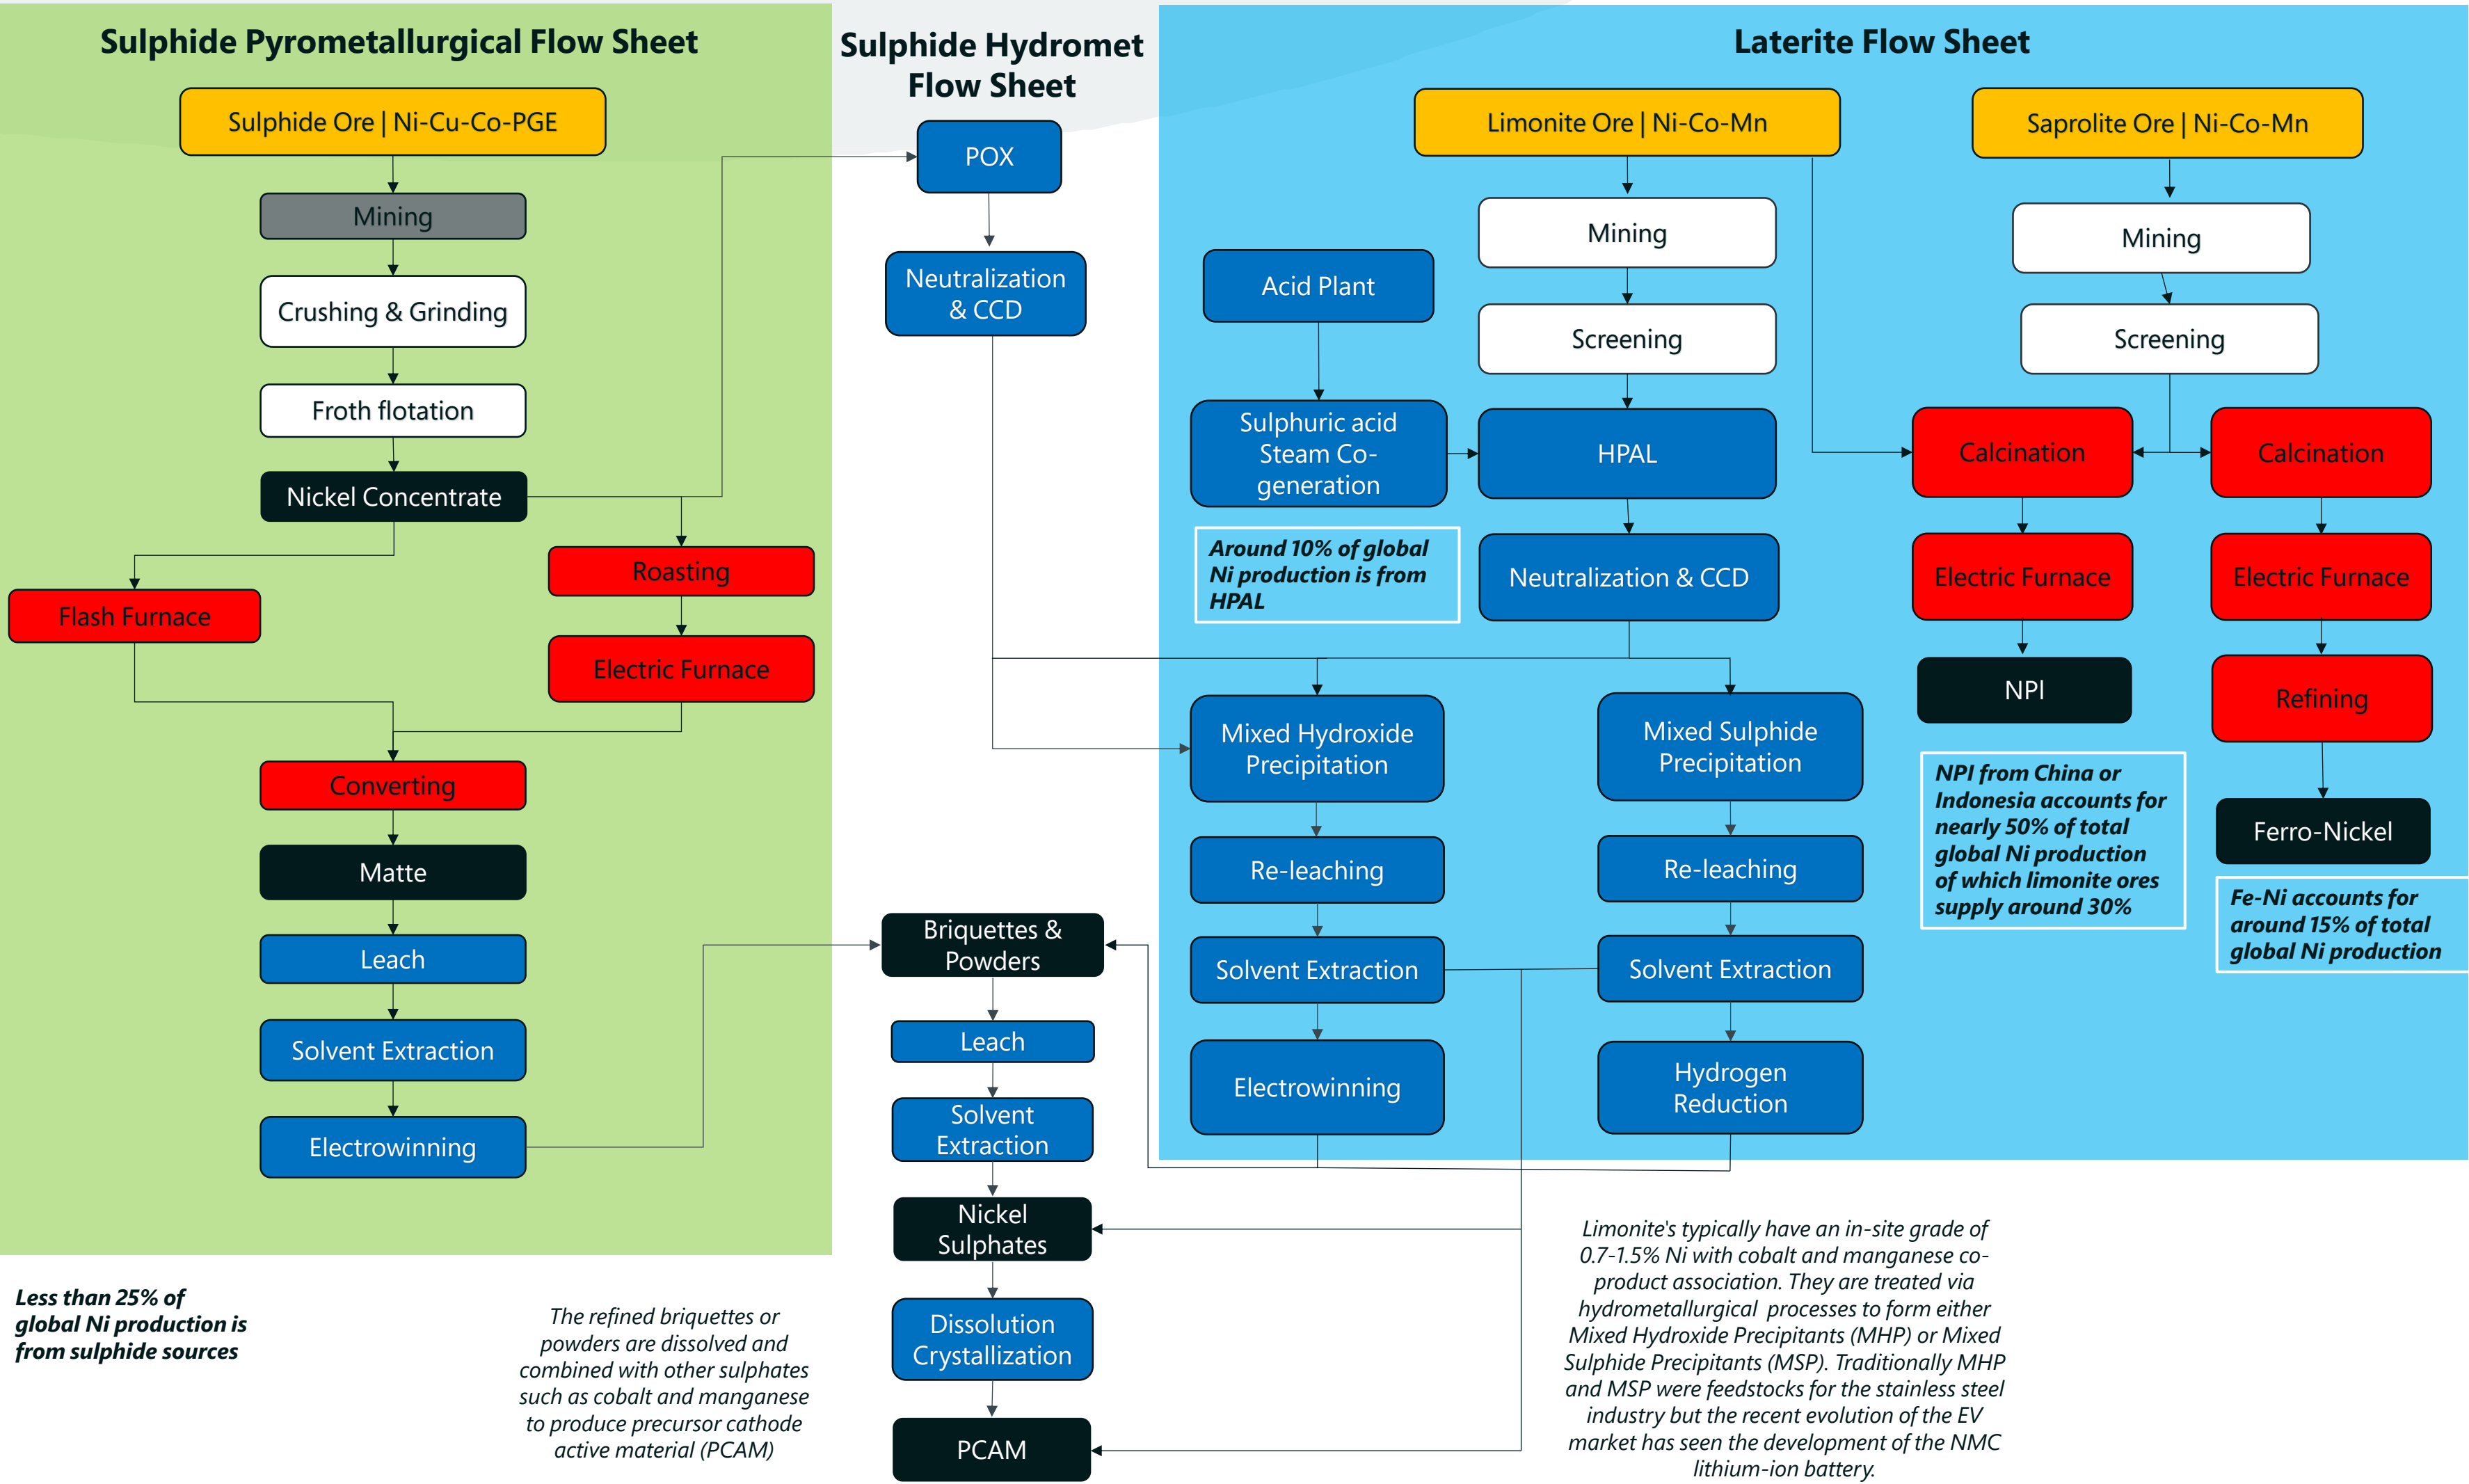 Sulphide Pyrometallurgical Flow Sheet
Sulphide Ore | Ni-Cu-Co-PGE
Mining
Crushing & Grinding
Froth flotation
Nickel Concentrate
Roasting
Flash Furnace
Electric Furnace
Converting
Matte
Leach
Solvent Extraction
Electrowinning
Less than 25% of
global Ni production is
from sulphide sources
Sulphide Hydromet
Flow Sheet
POX
Neutralization
& CCD
Briquettes &
Powders
Leach
Solvent
Extraction
Nickel
Sulphates
Dissolution
Crystallization
PCAM
The refined briquettes or
powders are dissolved and
combined with other sulphates
such as cobalt and manganese
to produce precursor cathode
active material (PCAM)
Laterite Flow Sheet
Limonite Ore | Ni-Co-Mn
Mining
Screening
Acid Plant
Sulphuric acid
Steam Co-
generation
HPAL
Around 10% of global
Ni production is from
HPAL
Neutralization & CCD
Mixed Hydroxide
Precipitation
Re-leaching
Solvent Extraction
Electrowinning
Mixed Sulphide
Precipitation
Re-leaching
Solvent Extraction
Hydrogen
Reduction
Saprolite Ore | Ni-Co-Mn
Mining
Screening
Calcination
Electric Furnace
NPI
NPI from China or
Indonesia accounts for
nearly 50% of total
global Ni production
of which limonite ores
supply around 30%
Calcination
Electric Furnace
Refining
Ferro-Nickel
Fe-Ni accounts for
around 15% of total
global Ni production
Limonite's typically have an in-site grade of
0.7-1.5% Ni with cobalt and manganese co-
product association. They are treated via
hydrometallurgical  processes to form either
Mixed Hydroxide Precipitants (MHP) or Mixed
Sulphide Precipitants (MSP). Traditionally MHP
and MSP were feedstocks for the stainless steel
industry but the recent evolution of the EV
market has seen the development of the NMC
lithium-ion battery.